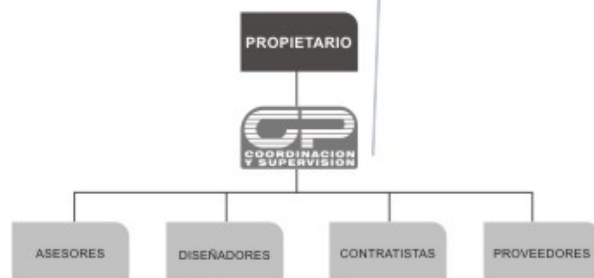 PROPIETARIO
CP
COORDINACION
Y SUPERVISION
ASESORES
DISEÑADORES
CONTRATISTAS
PROVEEDORES